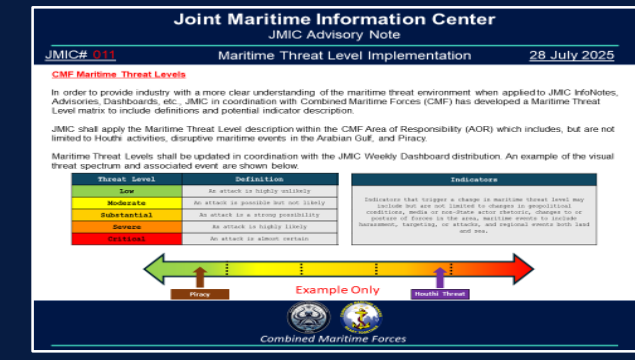 Joint Maritime Information Center
JMIC Advisory Note
JMIC# 011 Maritime Threat Level Implementation 28 July 2025
CMF Maritime Threat Levels
In order to provide industry with a more clear understanding of the maritime threat environment when applied to JMIC InfoNotes,
Advisories, Dashboards, etc., JMIC in coordination with Combined Maritime Forces (CMF) has developed a Maritime Threat
Level matrix to include definitions and potential indicator description.
JMIC shall apply the Maritime Threat Level description within the CMF Area of Responsibility (AOR) which includes, but are not
limited to Houthi activities, disruptive maritime events in the Arabian Gulf, and Piracy.
Maritime Threat Levels shall be updated in coordination with the JMIC Weekly Dashboard distribution. An example of the visual
threat spectrum and associated event are shown below.
Threat Level Definition
Low An attack is highly unlikely
Moderate An attack is possible but not likely
Substantial An attack is a strong possibility
Severe An attack is highly likely
Critical An attack is almost certain
Indicators
Indicators that trigger a change in maritime threat level may
include but are not limited to changes in geopolitical
conditions, media or non-State actor rhetoric, changes to or
posture of forces in the area, maritime events to include
harassment, targeting, or attacks, and regional events both land
and sea.
Piracy
Example Only
Houthi Threat
Combined Maritime Forces